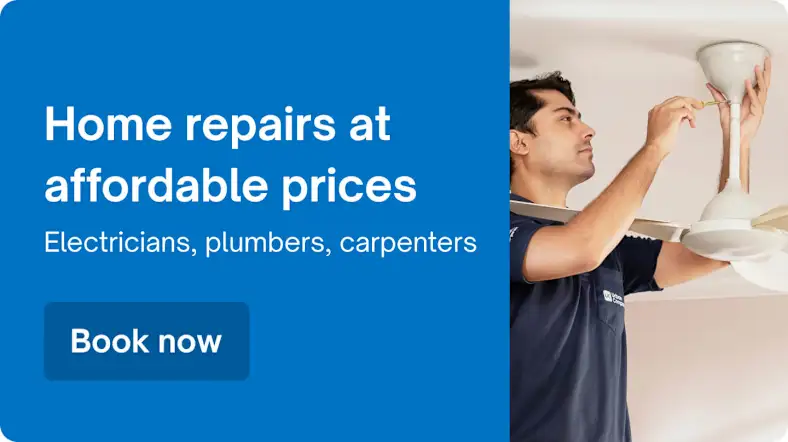 Home repairs at
affordable prices
Electricians, plumbers, carpenters
Book now